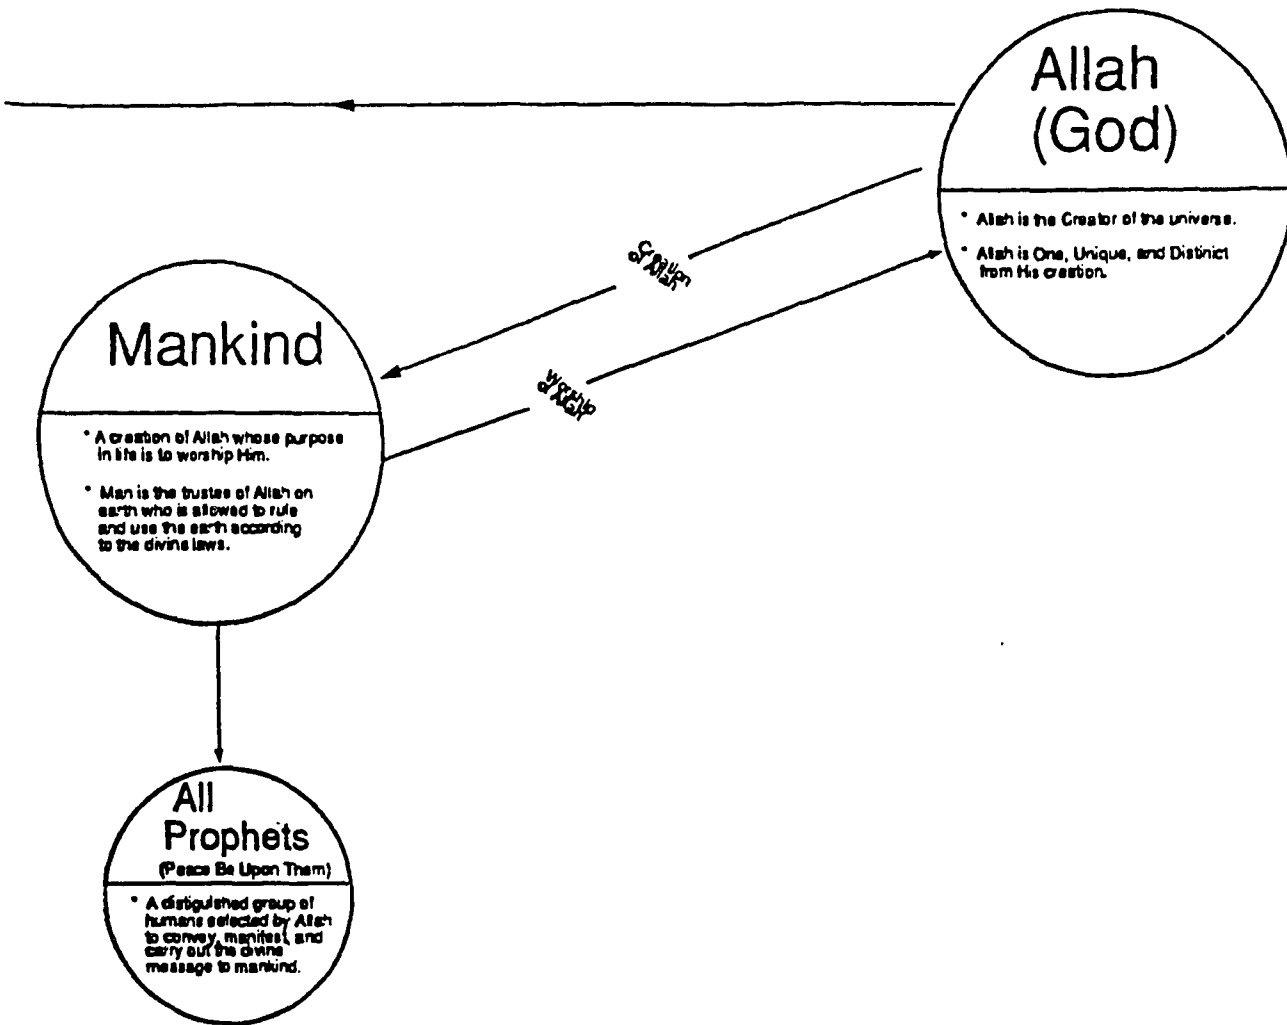 Allah
(God)
• Allah is the Creator of the universe.
• Allah is One, Unique, and Distinict
from His creation.
Creation
of Allah
Worship
of Allah
Mankind
• A creation of Allah whose purpose
in life is to worship Him.
• Man is the trustee of Allah on
earth who is allowed to rule
and use the earth according
to the divine laws.
All
Prophets
(Peace Be Upon Them)
• A distiguished group of
humans selected by Allah
to convey, manifest, and
carry out the divine
message to mankind.